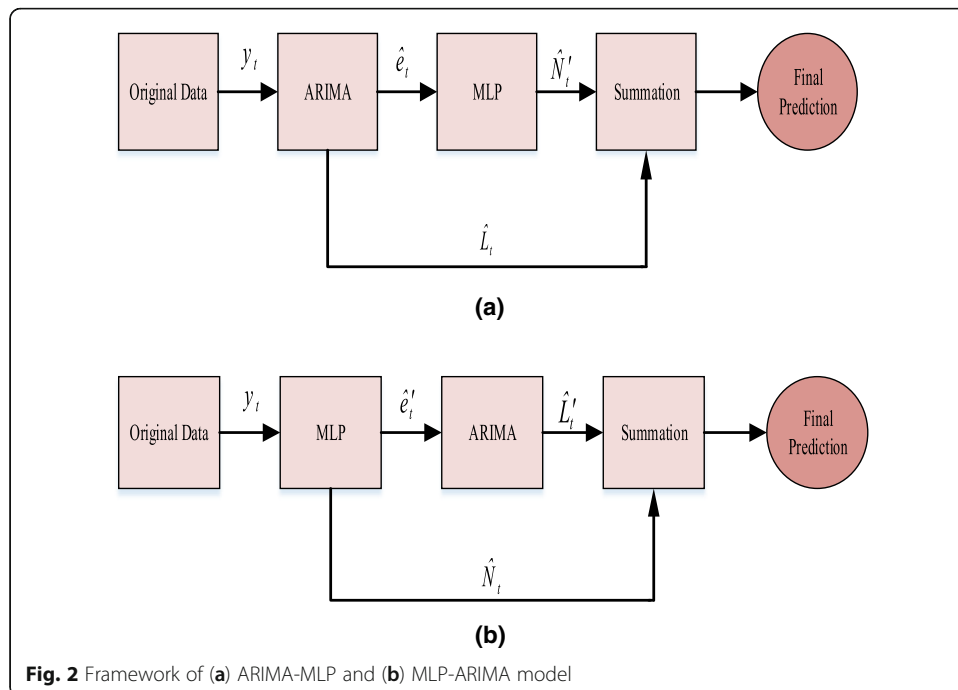 y_t ê_t N̂'_t
Original Data ARIMA MLP Summation Final
Prediction
L̂_t
(a)
y_t ê'_t L̂'_t
Original Data MLP ARIMA Summation Final
Prediction
N̂_t
(b)
Fig. 2 Framework of (a) ARIMA-MLP and (b) MLP-ARIMA model